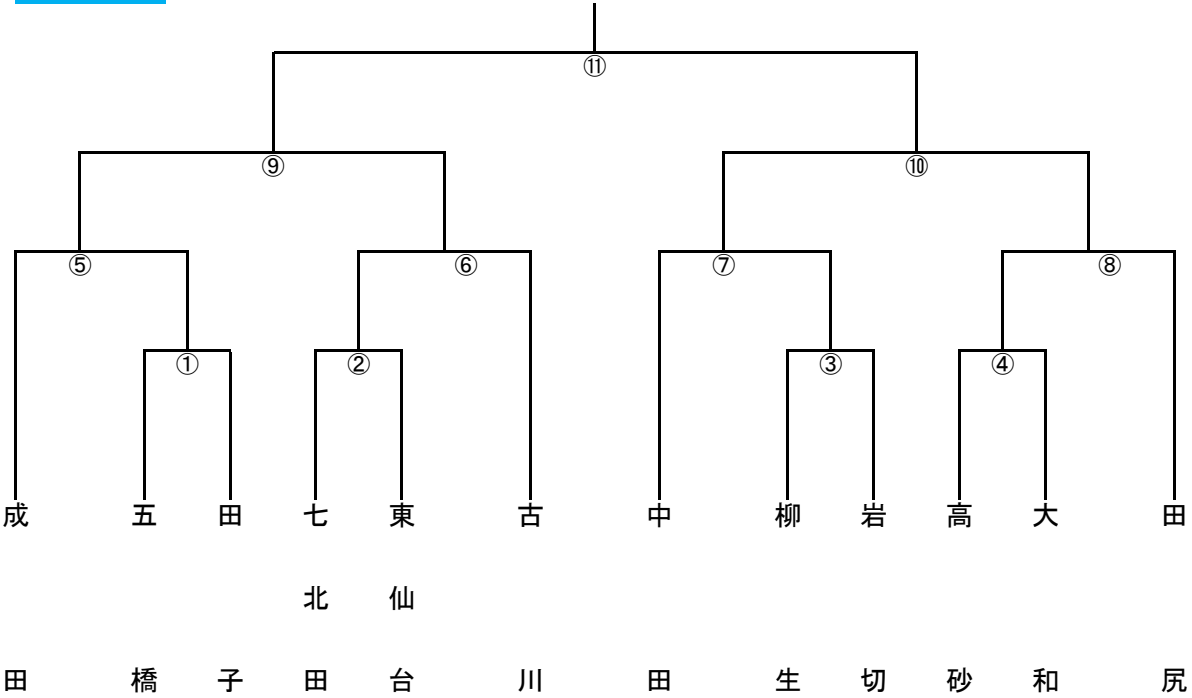 ⑪
⑨
⑩
⑤
⑥
⑦
⑧
①
②
③
④
成田
五橋
田子
七北田
東仙台
古川
中田
柳生
岩切
高砂
大和
田尻